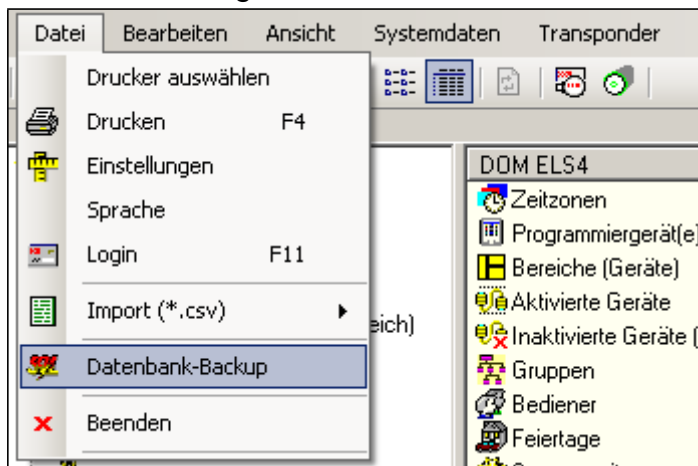 Datei Bearbeiten Ansicht Systemdaten Transponder
Drucker auswählen
Drucken F4
Einstellungen
Sprache
Login F11
Import (*.csv)
Datenbank-Backup
Beenden
eich)
DOM ELS4
Zeitzonen
Programmiergerät(e)
Bereiche (Geräte)
Aktivierte Geräte
Inaktivierte Geräte (
Gruppen
Bediener
Feiertage